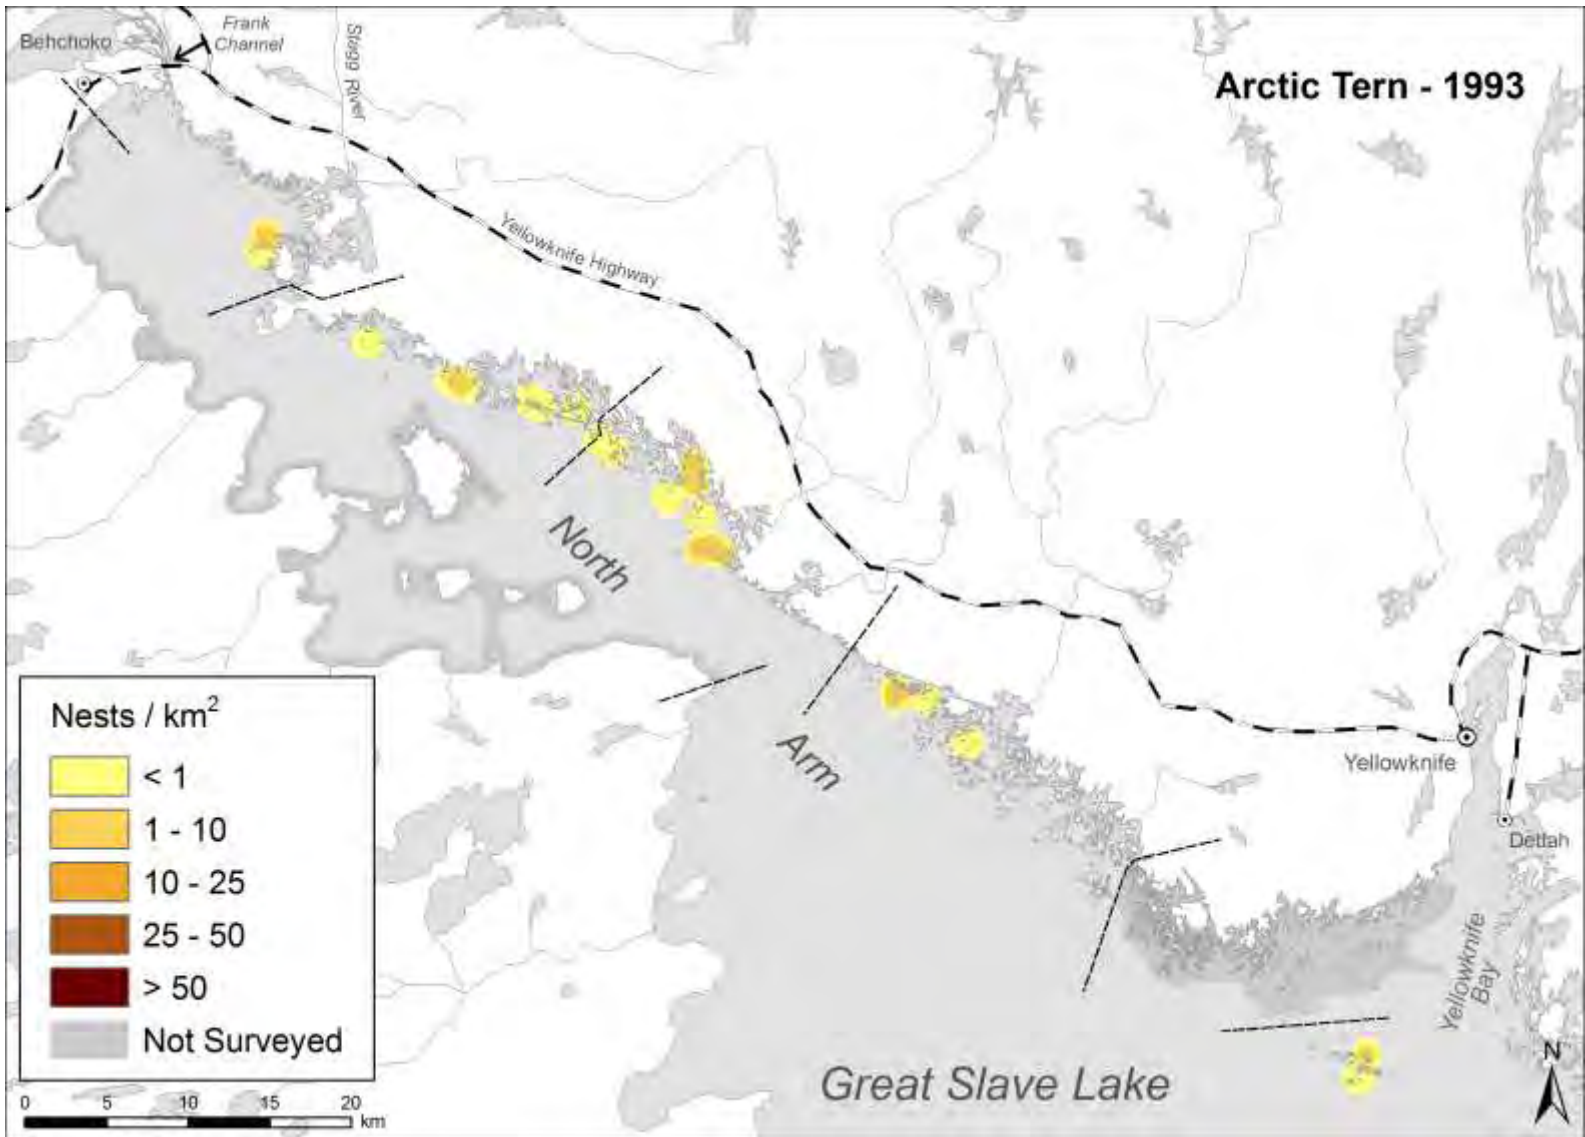 Behchoko
Frank
Channel
Stagg River
Arctic Tern - 1993
Yellowknife Highway
North
Arm
Nests / km²
< 1
1 - 10
10 - 25
25 - 50
> 50
Not Surveyed
Yellowknife
Dettah
Yellowknife
Bay
Great Slave Lake
N
0 5 10 15 20
km